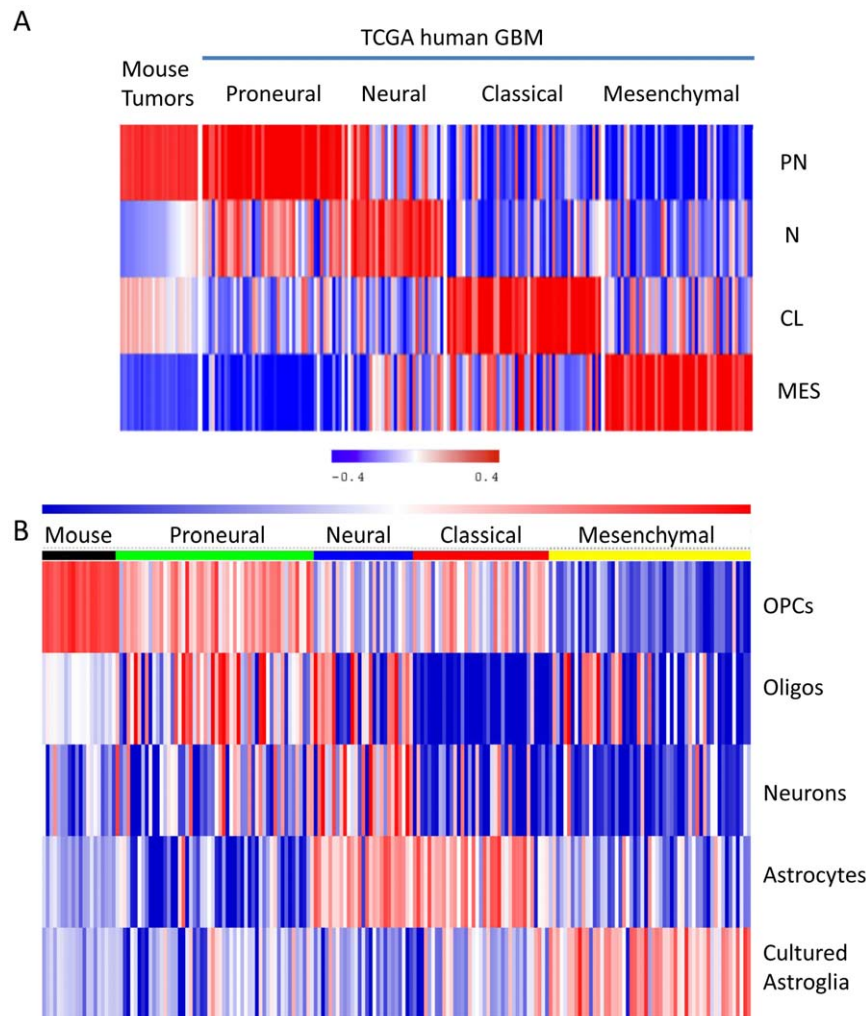 A
TCGA human GBM
Mouse
Tumors
Proneural
Neural
Classical
Mesenchymal
PN
N
CL
MES
-0.4
0.4
B
Mouse
Proneural
Neural
Classical
Mesenchymal
OPCs
Oligos
Neurons
Astrocytes
Cultured
Astroglia